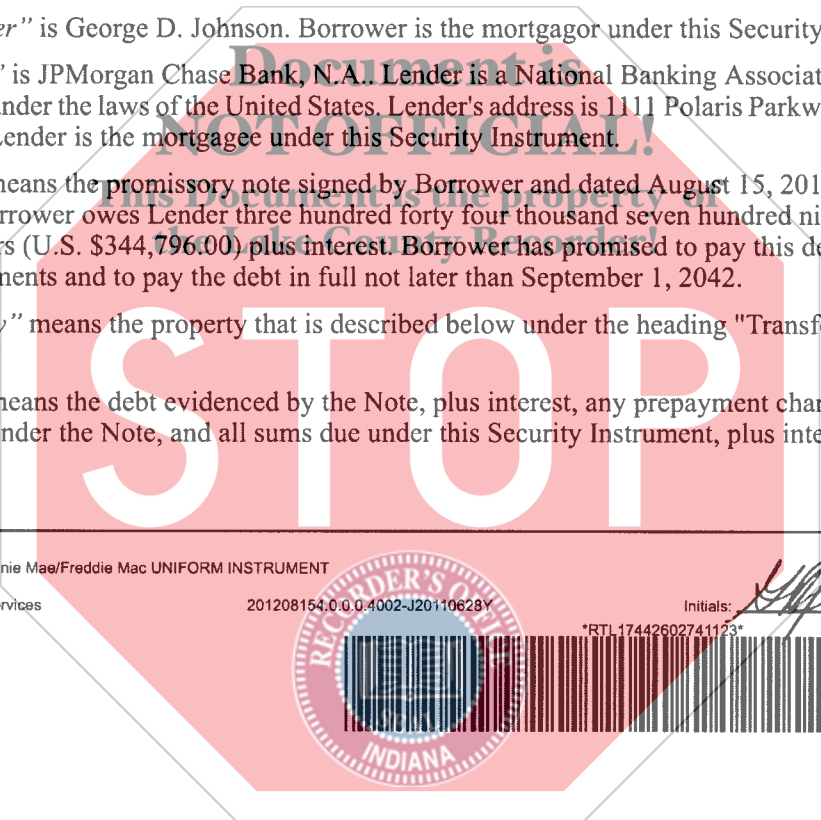 er" is George D. Johnson. Borrower is the mortgagor under this Security
" is JPMorgan Chase Bank, N.A.. Lender is a National Banking Associat
under the laws of the United States. Lender's address is 1111 Polaris Parkw
Lender is the mortgagee under this Security Instrument.
means the promissory note signed by Borrower and dated August 15, 201
rrower owes Lender three hundred forty four thousand seven hundred ni
rs (U.S. $344,796.00) plus interest. Borrower has promised to pay this de
ments and to pay the debt in full not later than September 1, 2042.
y" means the property that is described below under the heading "Transf
means the debt evidenced by the Note, plus interest, any prepayment char
nder the Note, and all sums due under this Security Instrument, plus inte
Document is
NOT OFFICIAL!
This Document is the property of
the Lake County Recorder!
STOP
nie Mae/Freddie Mac UNIFORM INSTRUMENT
ervices
201208154.0.0.0.4002-J20110628Y
Initials:
*RTL17442602741123*
RECORDER'S OFFICE
SEAL
INDIANA